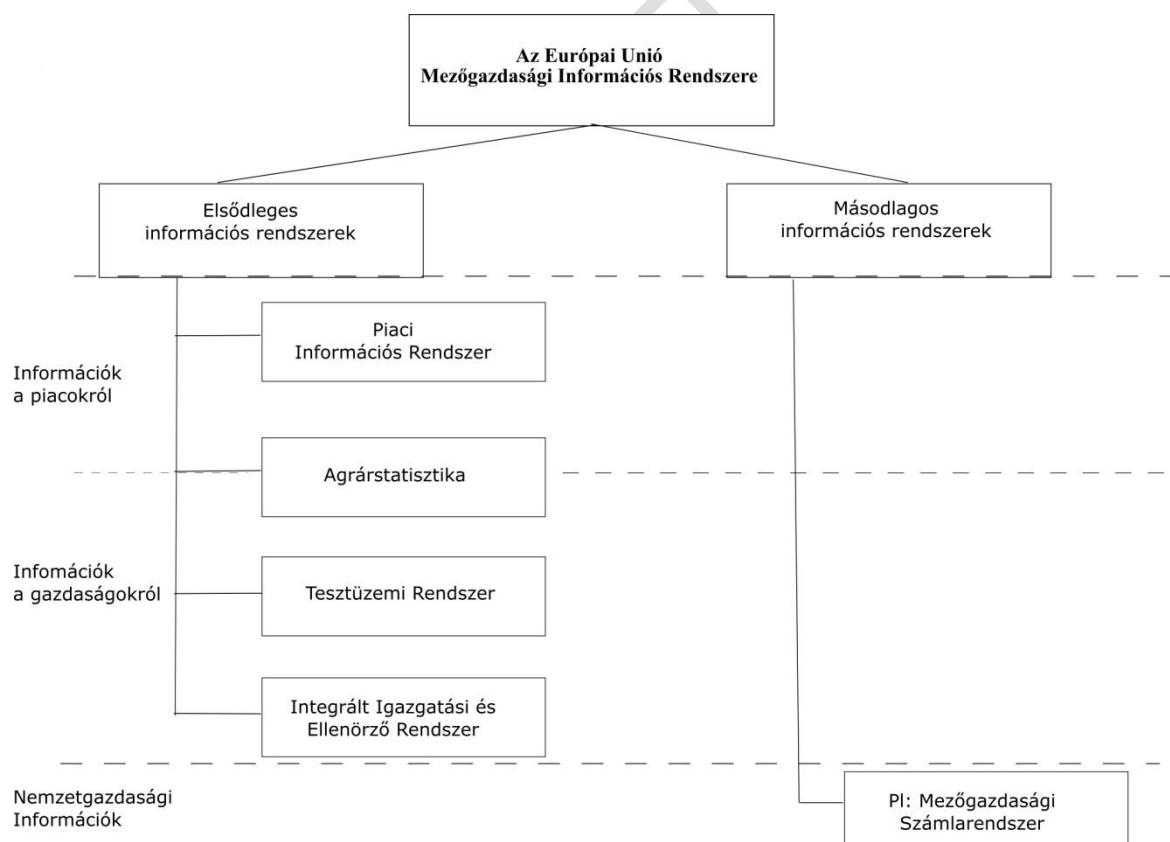 Az Európai Unió
Mezőgazdasági Információs Rendszere
Elsődleges
információs rendszerek
Másodlagos
információs rendszerek
Piaci
Információs Rendszer
Információk
a piacokról
Agrárstatisztika
Infomációk
a gazdaságokról
Tesztüzemi Rendszer
Integrált Igazgatási és
Ellenörző Rendszer
Nemzetgazdasági
Információk
Pl: Mezőgazdasági
Számlarendszer